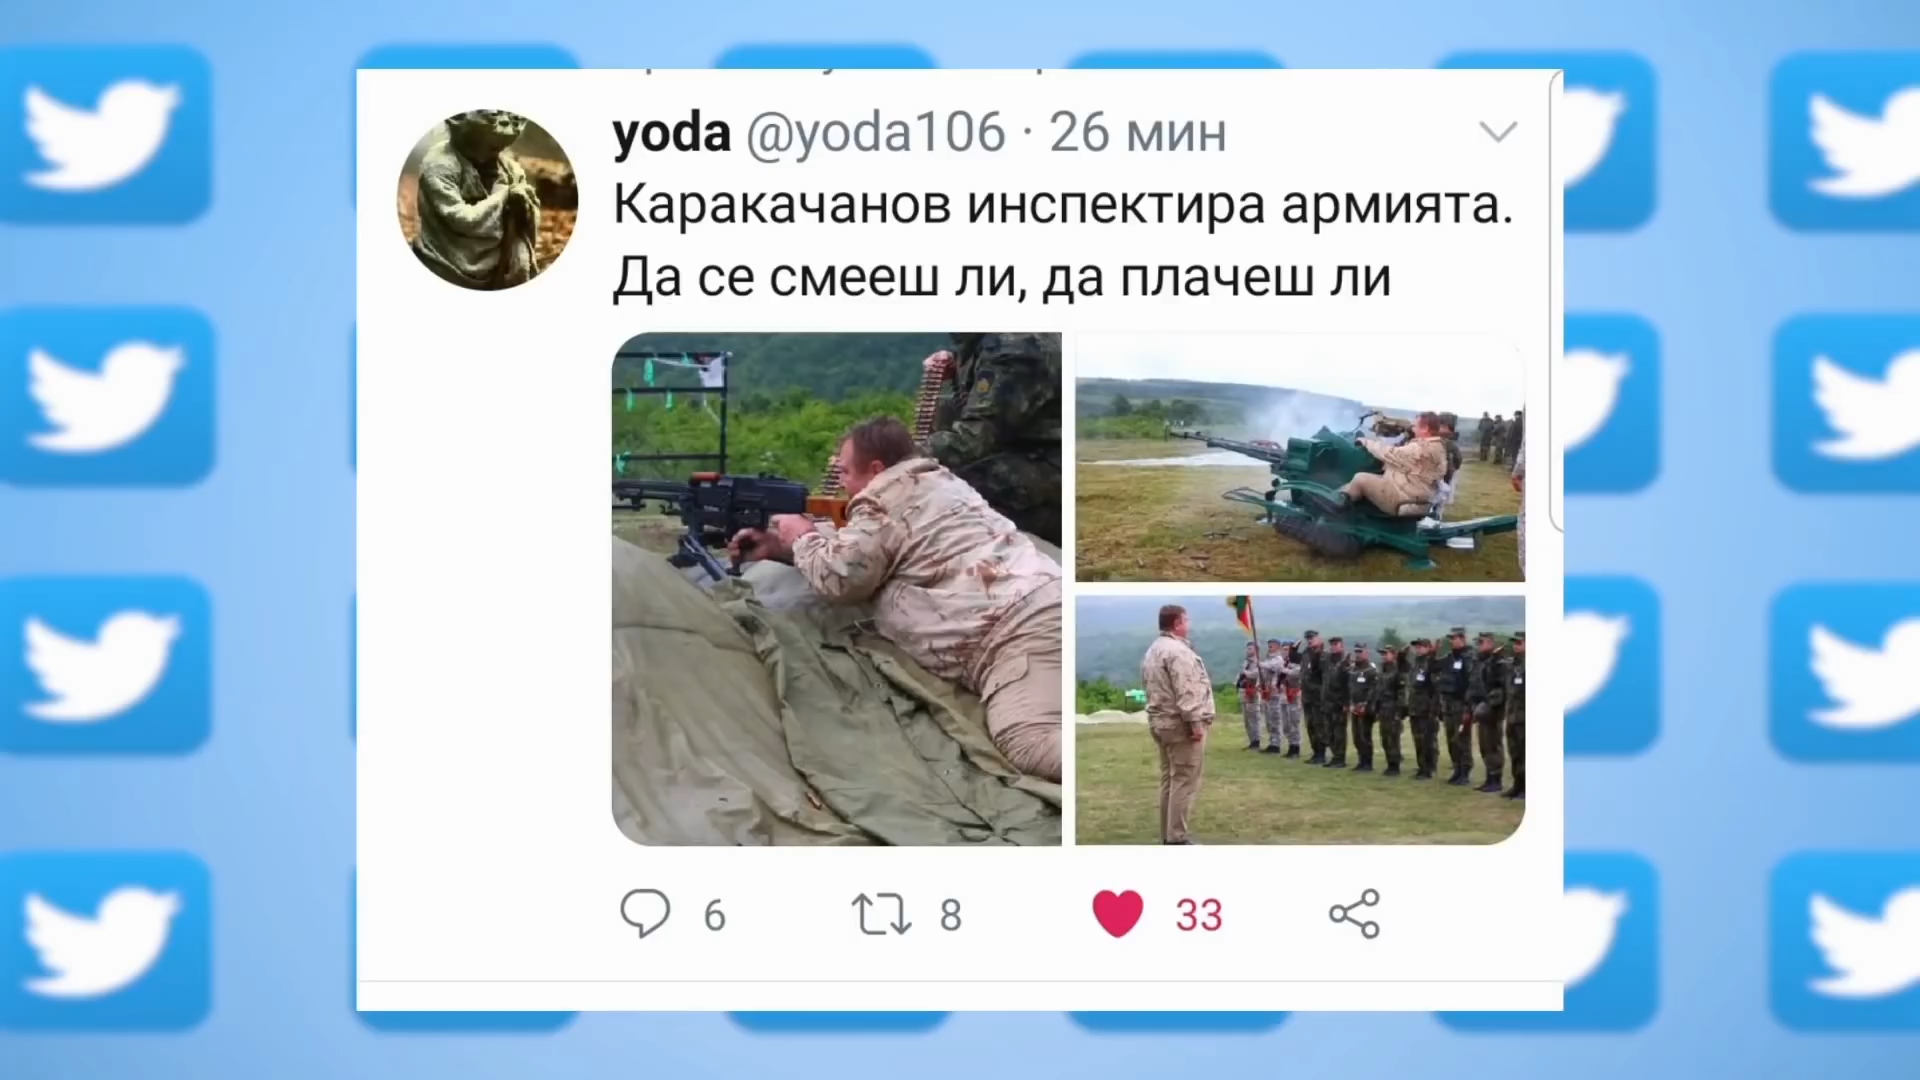 yoda @yoda106 · 26 мин
Каракачанов инспектира армията.
Да се смееш ли, да плачеш ли
6 8 33